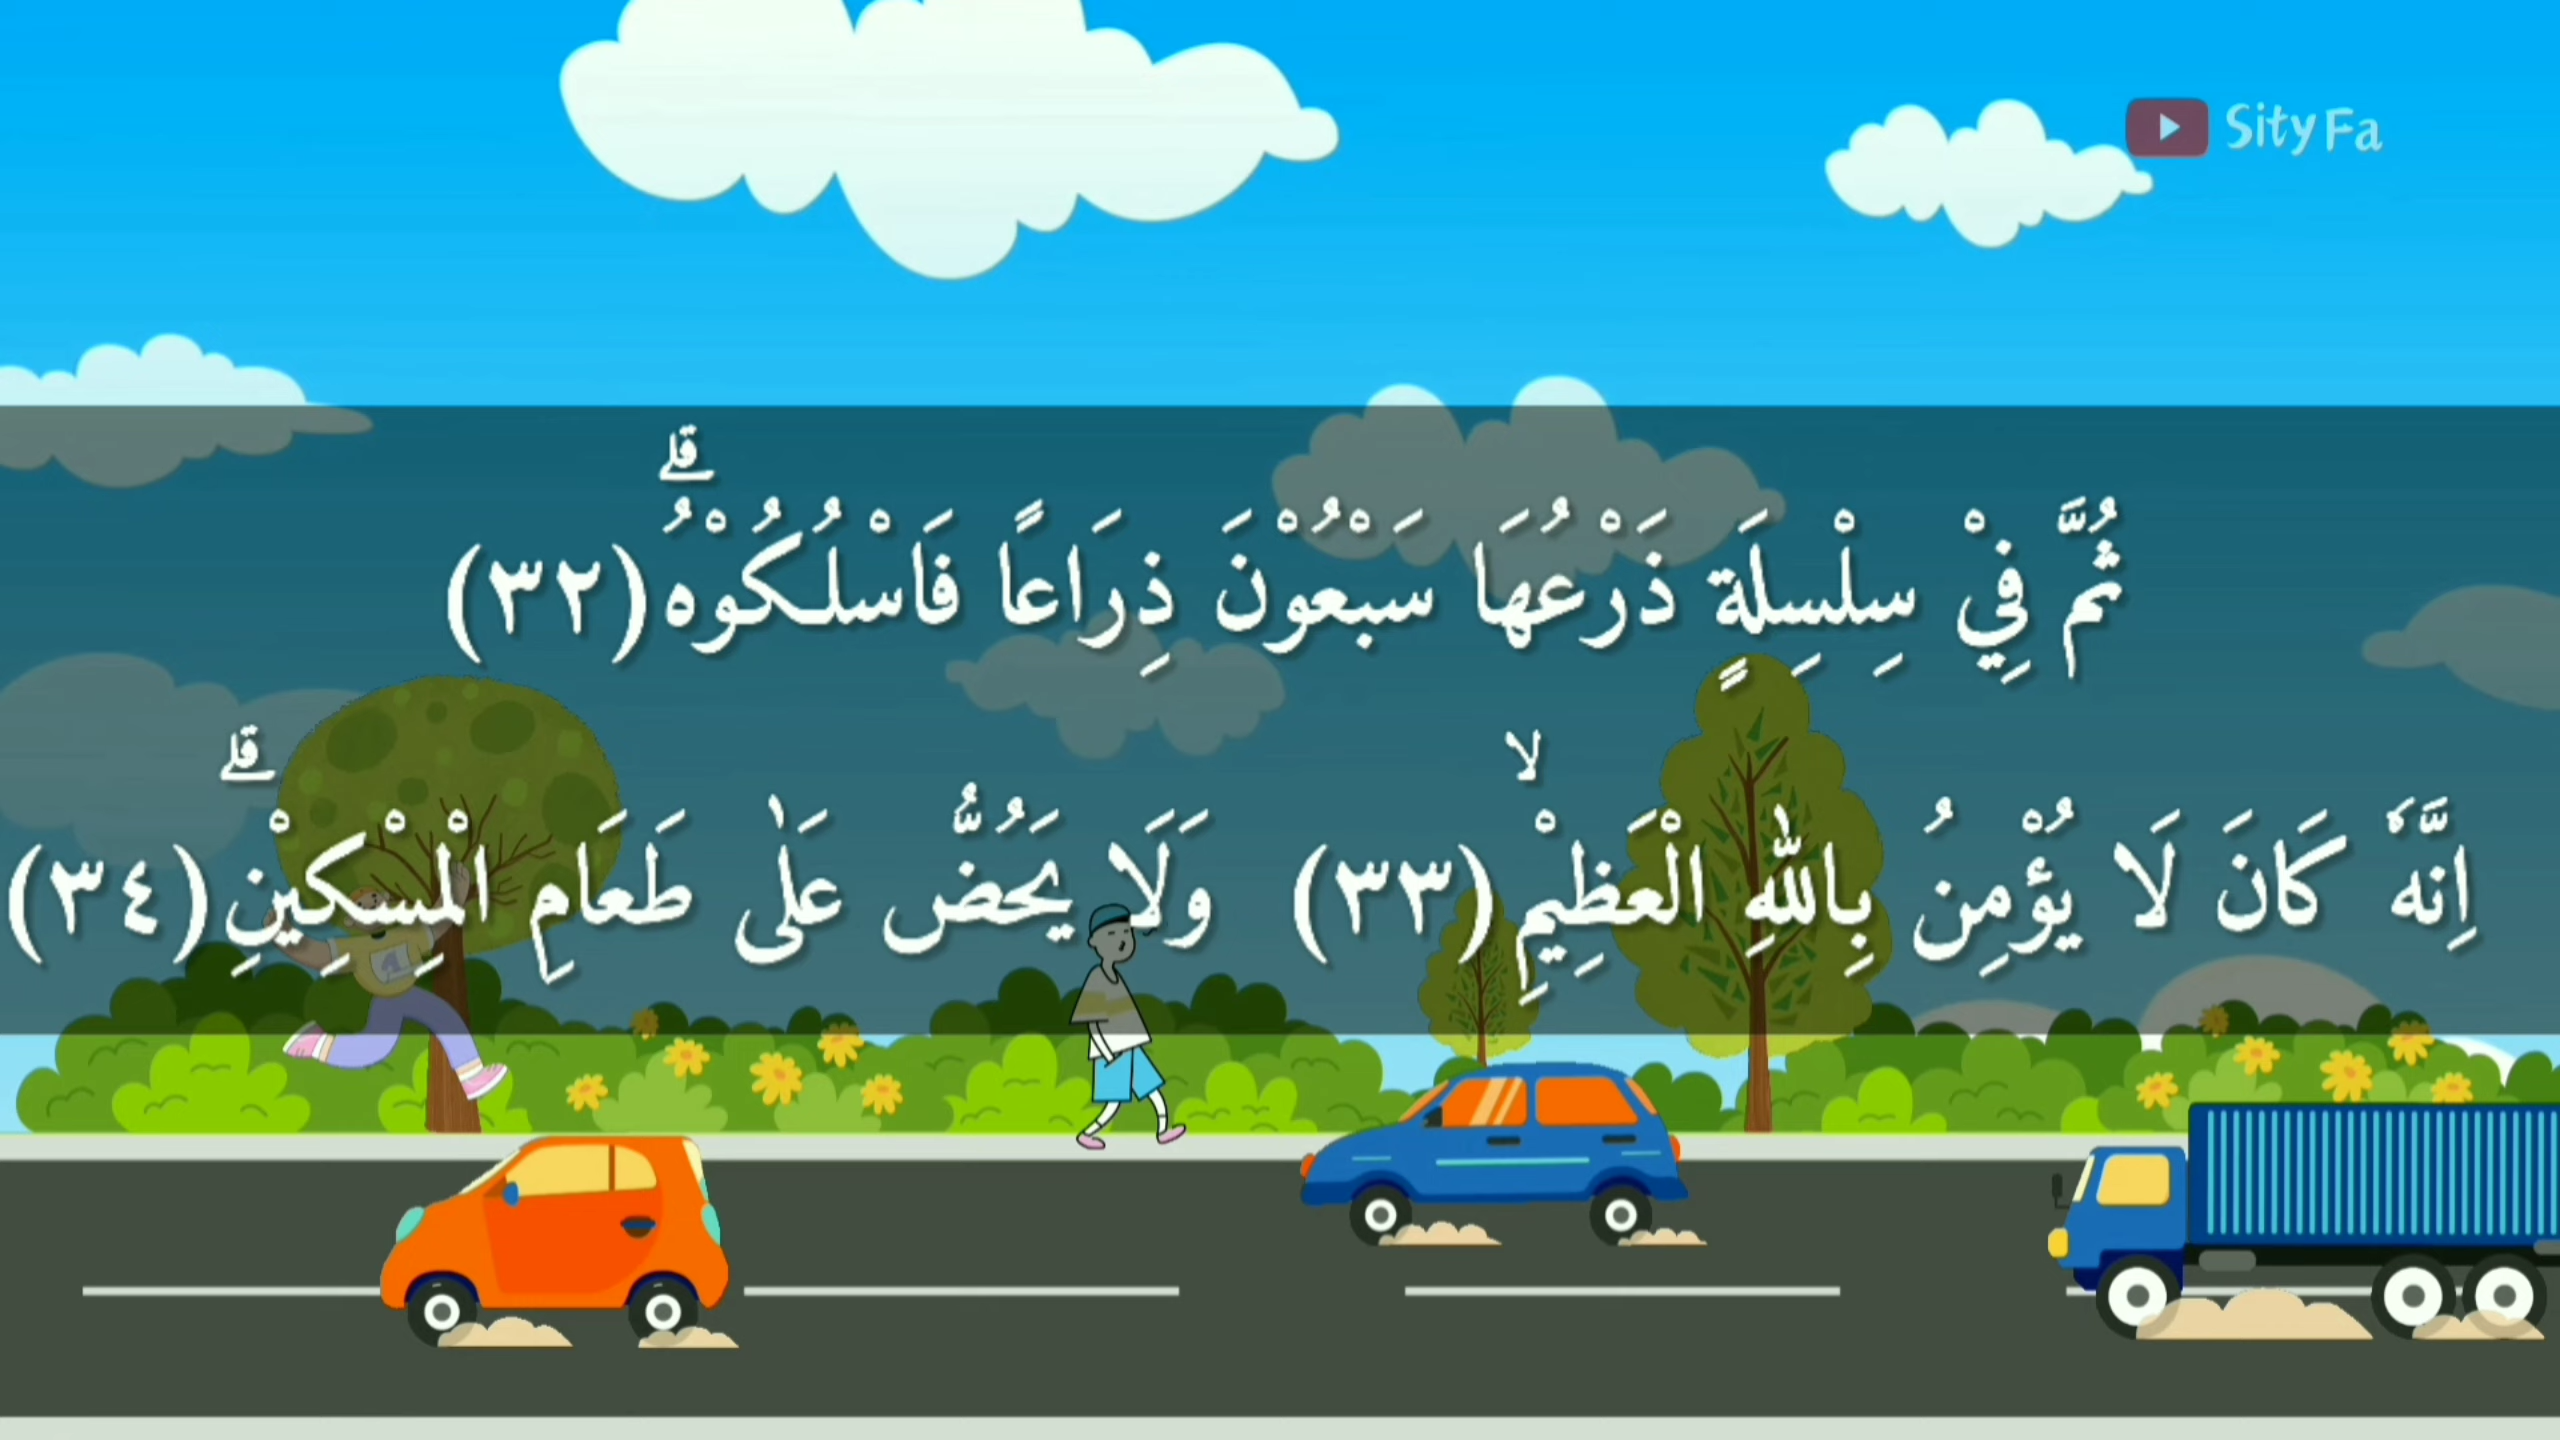 SityFa
ثُمَّ فِيْ سِلْسِلَةٍ ذَرْعُهَا سَبْعُوْنَ ذِرَاعًا فَاسْلُكُوْهُۗ (٣٢)
اِنَّهٗ كَانَ لَا يُؤْمِنُ بِاللّٰهِ الْعَظِيْمِۙ (٣٣) وَلَا يَحُضُّ عَلٰى طَعَامِ الْمِسْكِيْنِۗ (٣٤)